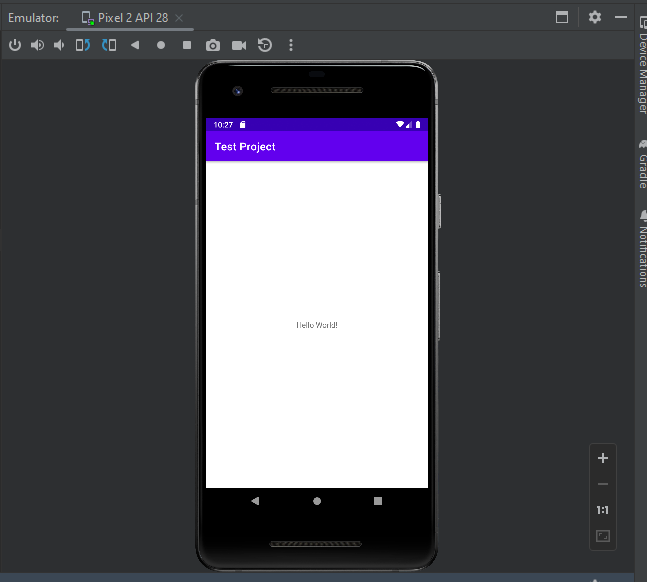 Emulator: Pixel 2 API 28
Device Manager
Gradle
Notifications
10:27
Test Project
Hello World!
1:1